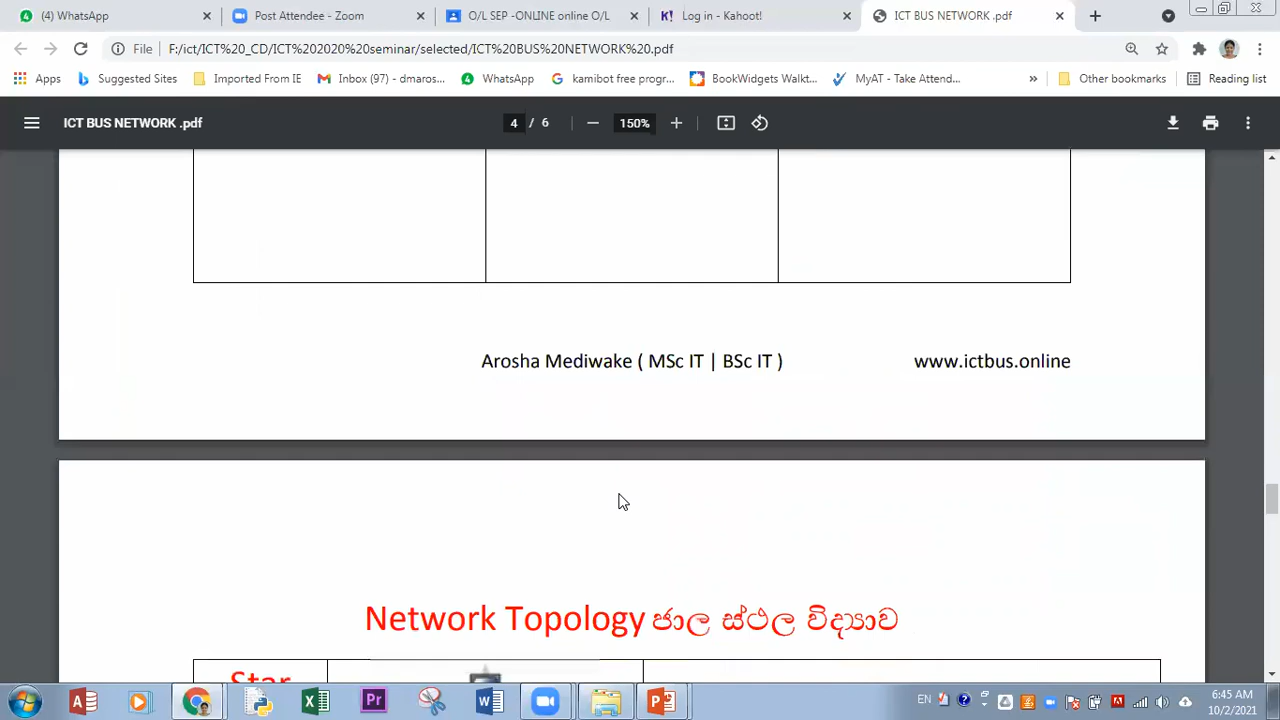 (4) WhatsApp
Post Attendee - Zoom
O/L SEP -ONLINE online O/L
Log in - Kahoot!
ICT BUS NETWORK .pdf
File
F:/ict/ICT%20_CD/ICT%202020%20seminar/selected/ICT%20BUS%20NETWORK%20.pdf
Apps
Suggested Sites
Imported From IE
Inbox (97) - dmaros...
WhatsApp
kamibot free progr...
BookWidgets Walkt...
MyAT - Take Attend...
»
Other bookmarks
Reading list
ICT BUS NETWORK .pdf
4 / 6
150%
Arosha Mediwake ( MSc IT | BSc IT )
www.ictbus.online
Network Topology ජාල ස්ථල විද්‍යාව
Star
EN
6:45 AM
10/2/2021